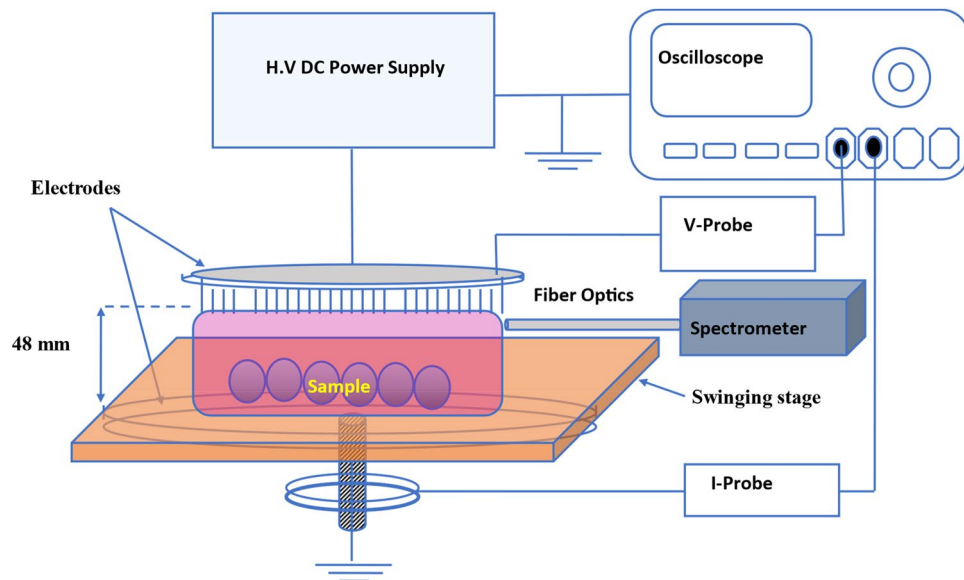 H.V DC Power Supply
Oscilloscope
Electrodes
V-Probe
Fiber Optics
Spectrometer
48 mm
Sample
Swinging stage
I-Probe